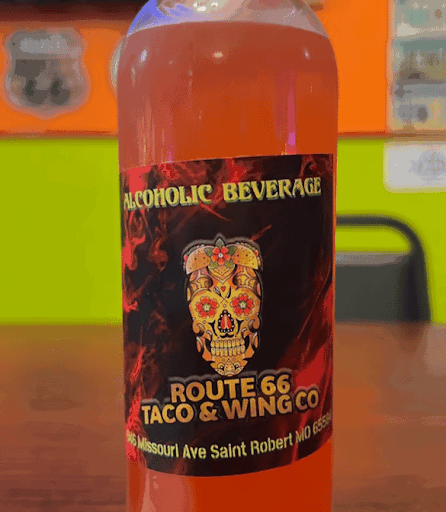 ALCOHOLIC BEVERAGE
ROUTE 66
TACO & WING CO
Missouri Ave Saint Robert MO